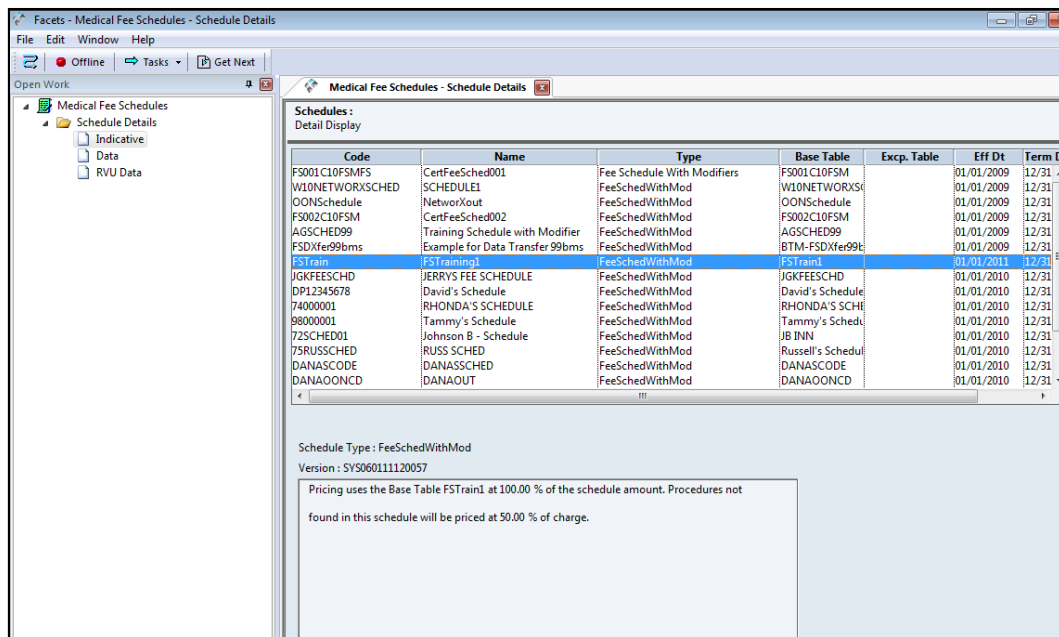 Facets - Medical Fee Schedules - Schedule Details
File Edit Window Help
Offline Tasks Get Next
Open Work
Medical Fee Schedules
Schedule Details
Indicative
Data
RVU Data
Medical Fee Schedules - Schedule Details
Schedules :
Detail Display
Code Name Type Base Table Excp. Table Eff Dt Term D
FS001C10FSMFS CertFeeSched001 Fee Schedule With Modifiers FS001C10FSM 01/01/2009 12/31
W10NETWORXSCHED SCHEDULE1 FeeSchedWithMod W10NETWORXS 01/01/2009 12/31
OONSchedule NetworXout FeeSchedWithMod OONSchedule 01/01/2009 12/31
FS002C10FSM CertFeeSched002 FeeSchedWithMod FS002C10FSM 01/01/2009 12/31
AGSCHED99 Training Schedule with Modifier FeeSchedWithMod AGSCHED99 01/01/2009 12/31
FSDXfer99bms Example for Data Transfer 99bms FeeSchedWithMod BTM-FSDXfer99b 01/01/2009 12/31
FSTrain FSTraining1 FeeSchedWithMod FSTrain1 01/01/2011 12/31
JGKFEESCHD JERRYS FEE SCHEDULE FeeSchedWithMod JGKFEESCHD 01/01/2010 12/31
DP12345678 David's Schedule FeeSchedWithMod David's Schedule 01/01/2010 12/31
74000001 RHONDA'S SCHEDULE FeeSchedWithMod RHONDA'S SCHE 01/01/2010 12/31
98000001 Tammy's Schedule FeeSchedWithMod Tammy's Schedu 01/01/2010 12/31
72SCHED01 Johnson B - Schedule FeeSchedWithMod JB INN 01/01/2010 12/31
75RUSSCHED RUSS SCHED FeeSchedWithMod Russell's Schedul 01/01/2010 12/31
DANASCODE DANASSCHED FeeSchedWithMod DANASCODE 01/01/2010 12/31
DANAOONCD DANAOUT FeeSchedWithMod DANAOONCD 01/01/2010 12/31
Schedule Type : FeeSchedWithMod
Version : SYS060111120057
Pricing uses the Base Table FSTrain1 at 100.00 % of the schedule amount. Procedures not
found in this schedule will be priced at 50.00 % of charge.